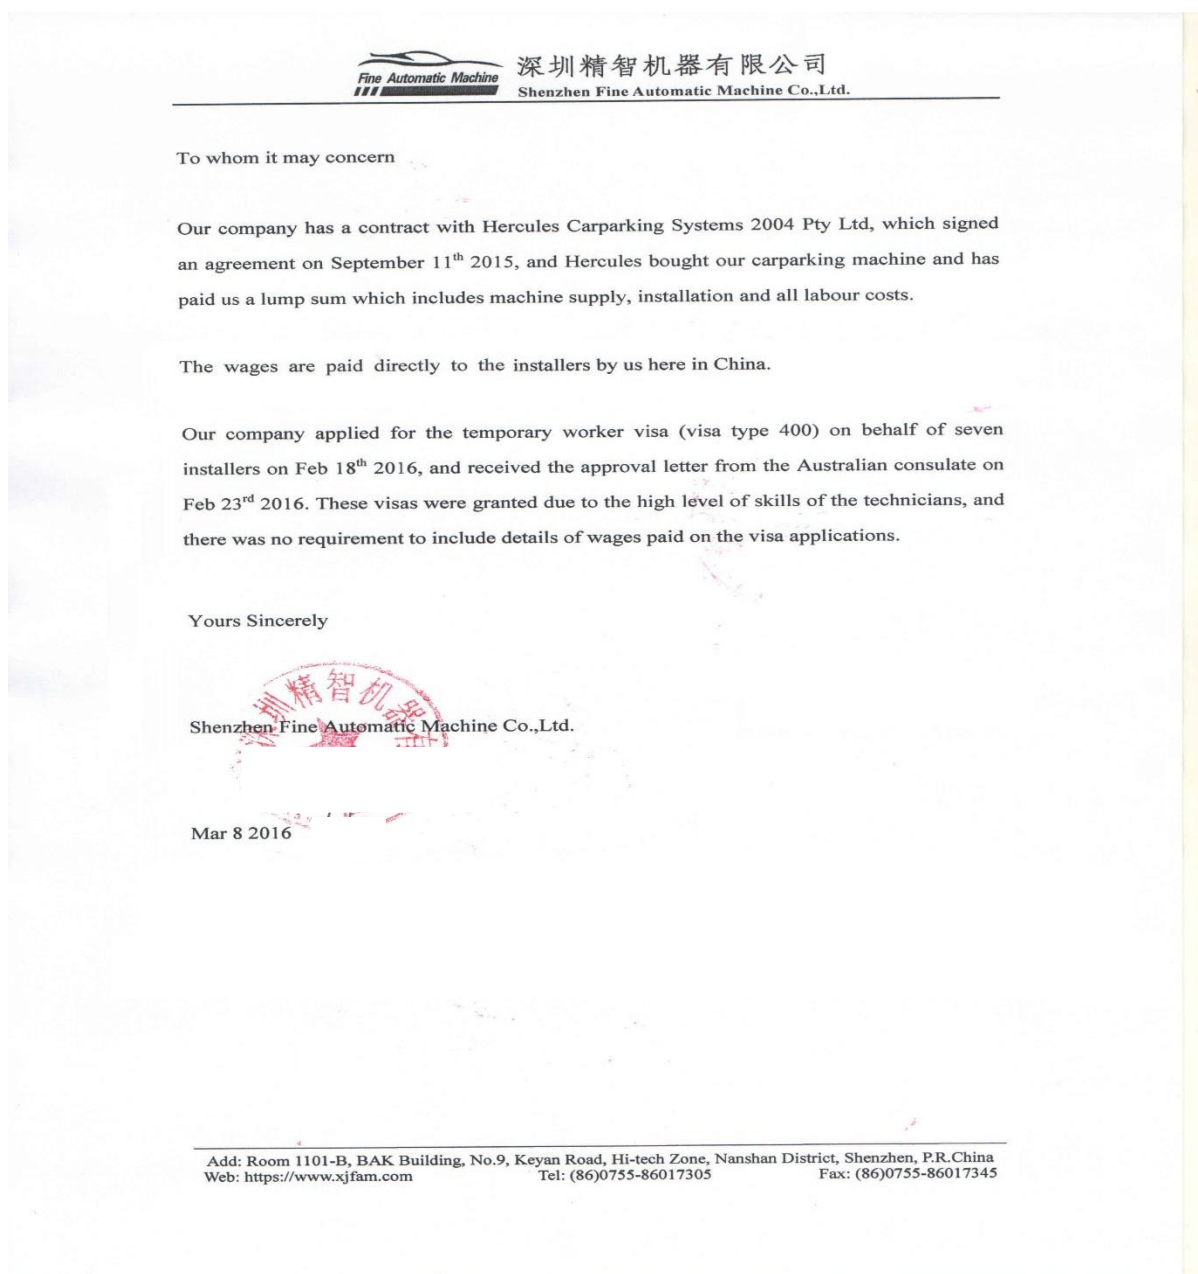 Fine Automatic Machine
深圳精智机器有限公司
Shenzhen Fine Automatic Machine Co.,Ltd.
To whom it may concern
Our company has a contract with Hercules Carparking Systems 2004 Pty Ltd, which signed
an agreement on September 11th 2015, and Hercules bought our carparking machine and has
paid us a lump sum which includes machine supply, installation and all labour costs.
The wages are paid directly to the installers by us here in China.
Our company applied for the temporary worker visa (visa type 400) on behalf of seven
installers on Feb 18th 2016, and received the approval letter from the Australian consulate on
Feb 23rd 2016. These visas were granted due to the high level of skills of the technicians, and
there was no requirement to include details of wages paid on the visa applications.
Yours Sincerely
深圳精智机器有
Shenzhen Fine Automatic Machine Co.,Ltd.
Mar 8 2016
Add: Room 1101-B, BAK Building, No.9, Keyan Road, Hi-tech Zone, Nanshan District, Shenzhen, P.R.China
Web: https://www.xjfam.com Tel: (86)0755-86017305 Fax: (86)0755-86017345